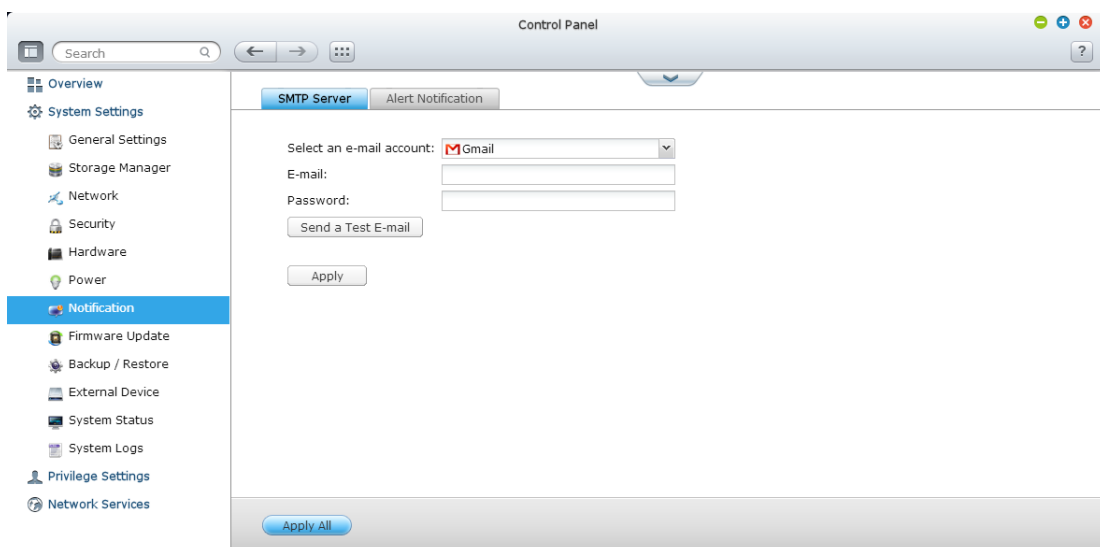 Control Panel
Search
?
Overview
System Settings
General Settings
Storage Manager
Network
Security
Hardware
Power
Notification
Firmware Update
Backup / Restore
External Device
System Status
System Logs
Privilege Settings
Network Services
SMTP Server
Alert Notification
Select an e-mail account: Gmail
E-mail:
Password:
Send a Test E-mail
Apply
Apply All